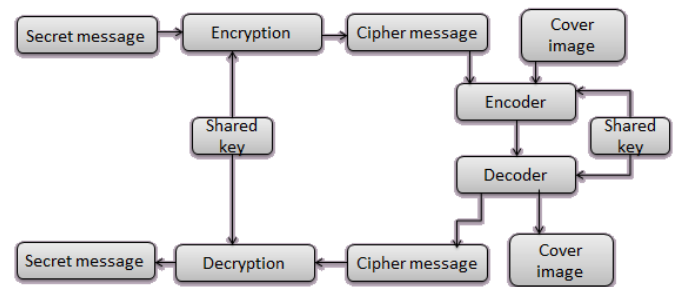 Secret message
Encryption
Cipher message
Cover
image
Encoder
Shared
key
Shared
key
Decoder
Secret message
Decryption
Cipher message
Cover
image